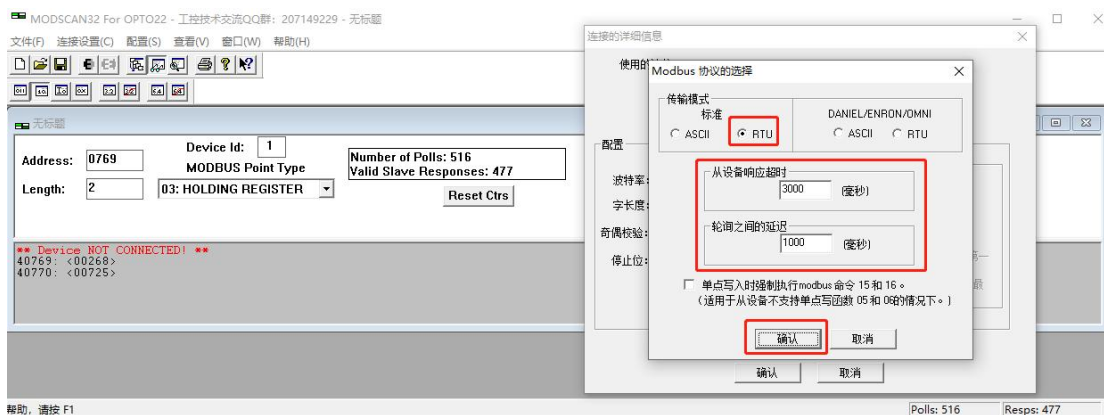 MODSCAN32 For OPTO22 - 工控技术交流QQ群：207149229 - 无标题
文件(F) 连接设置(C) 配置(S) 查看(V) 窗口(W) 帮助(H)
无标题
Address: 0769
Length: 2
Device Id: 1
MODBUS Point Type
03: HOLDING REGISTER
Number of Polls: 516
Valid Slave Responses: 477
Reset Ctrs
** Device NOT CONNECTED! **
40769: <00268>
40770: <00725>
连接的详细信息
使用的
配置
波特率:
字长度:
奇偶校验:
停止位:
确认 取消
Modbus 协议的选择
传输模式
标准
ASCII RTU
DANIEL/ENRON/OMNI
ASCII RTU
从设备响应超时
3000 (毫秒)
轮询之间的延迟
1000 (毫秒)
单点写入时强制执行modbus 命令 15 和 16。
(适用于从设备不支持单点写函数 05 和 06的情况下。)
确认 取消
帮助, 请按 F1
Polls: 516
Resps: 477